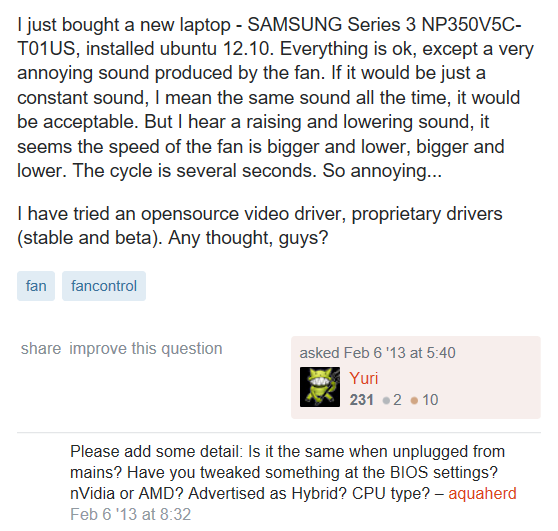 I just bought a new laptop - SAMSUNG Series 3 NP350V5C-
T01US, installed ubuntu 12.10. Everything is ok, except a very
annoying sound produced by the fan. If it would be just a
constant sound, I mean the same sound all the time, it would
be acceptable. But I hear a raising and lowering sound, it
seems the speed of the fan is bigger and lower, bigger and
lower. The cycle is several seconds. So annoying...
I have tried an opensource video driver, proprietary drivers
(stable and beta). Any thought, guys?
fan fancontrol
share improve this question
asked Feb 6 '13 at 5:40
Yuri
231 ●2 ●10
Please add some detail: Is it the same when unplugged from
mains? Have you tweaked something at the BIOS settings?
nVidia or AMD? Advertised as Hybrid? CPU type? – aquaherd
Feb 6 '13 at 8:32